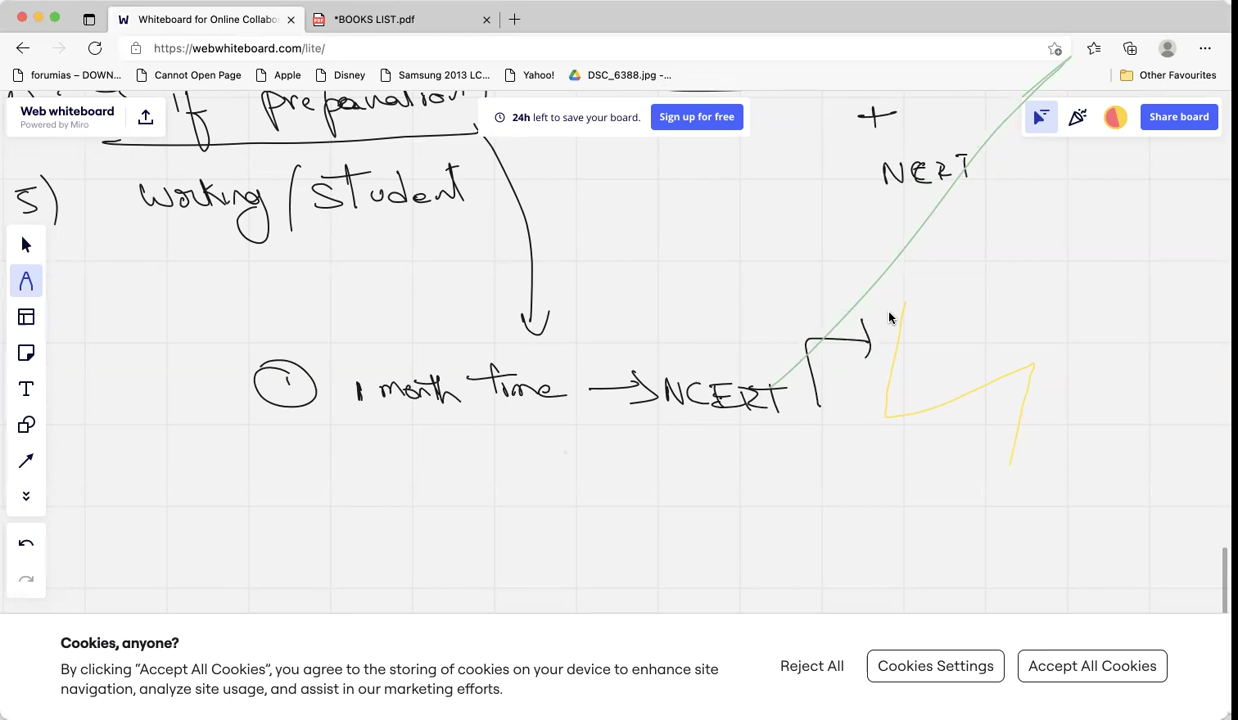 Whiteboard for Online Collabo
*BOOKS LIST.pdf
https://webwhiteboard.com/lite/
forumias – DOWN...
Cannot Open Page
Apple
Disney
Samsung 2013 LC...
Yahoo!
DSC_6388.jpg -...
Other Favourites
if preparation
Web whiteboard
Powered by Miro
24h left to save your board.
Sign up for free
Share board
+
NCERT
5) working / student
1 1 month time → NCERT
Cookies, anyone?
By clicking “Accept All Cookies”, you agree to the storing of cookies on your device to enhance site
navigation, analyze site usage, and assist in our marketing efforts.
Reject All
Cookies Settings
Accept All Cookies